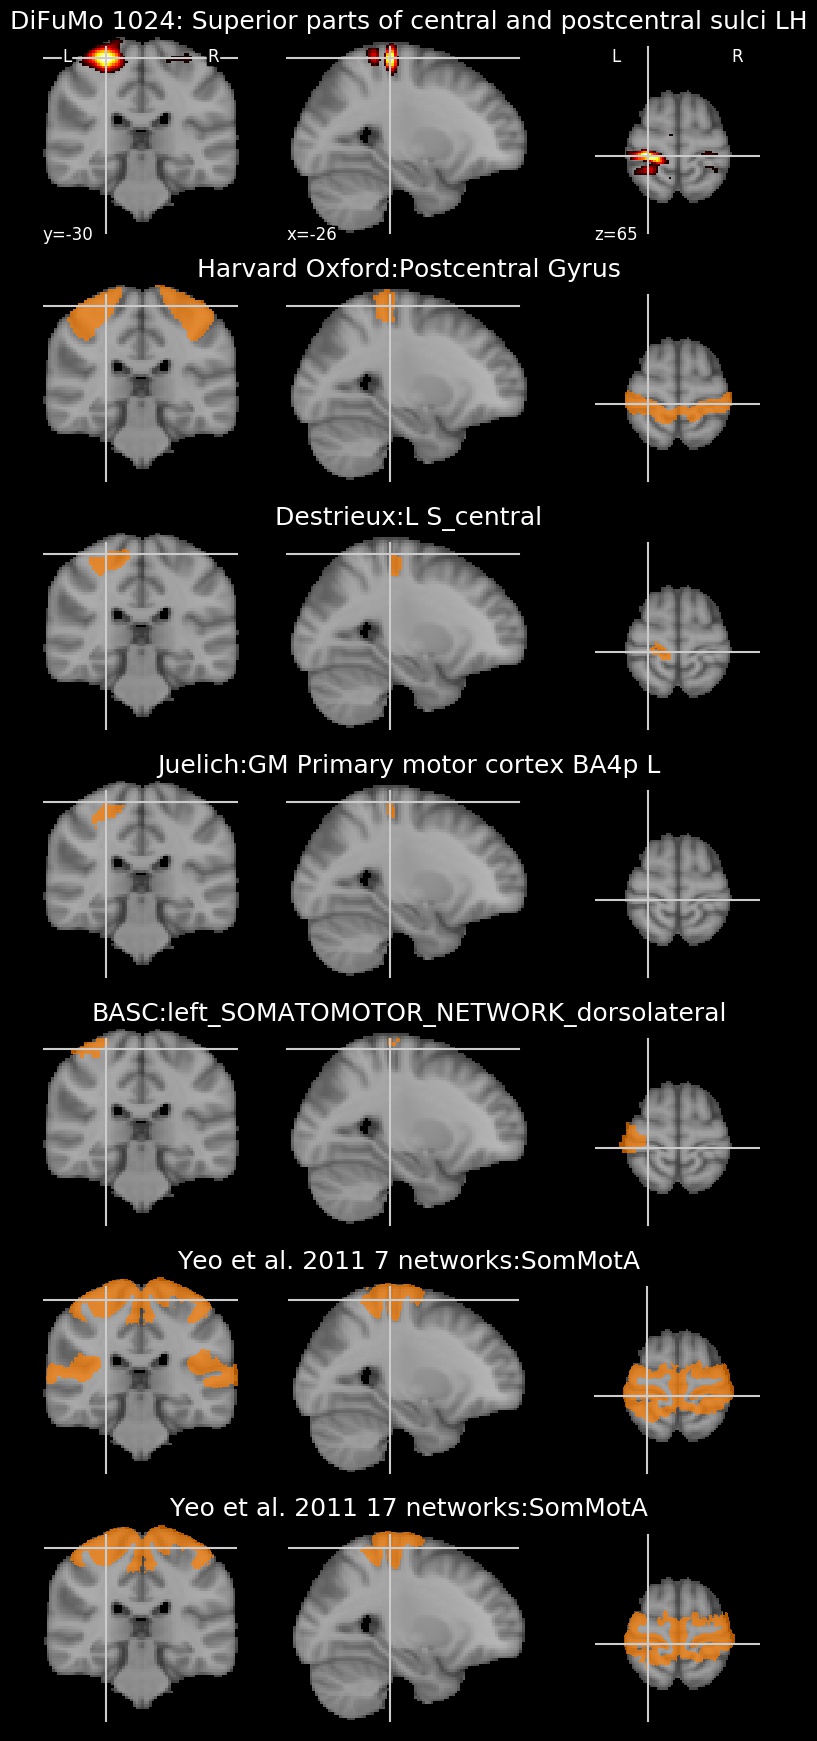 DiFuMo 1024: Superior parts of central and postcentral sulci LH
L R L R
y=-30 x=-26 z=65
Harvard Oxford:Postcentral Gyrus
Destrieux:L S_central
Juelich:GM Primary motor cortex BA4p L
BASC:left_SOMATOMOTOR_NETWORK_dorsolateral
Yeo et al. 2011 7 networks:SomMotA
Yeo et al. 2011 17 networks:SomMotA